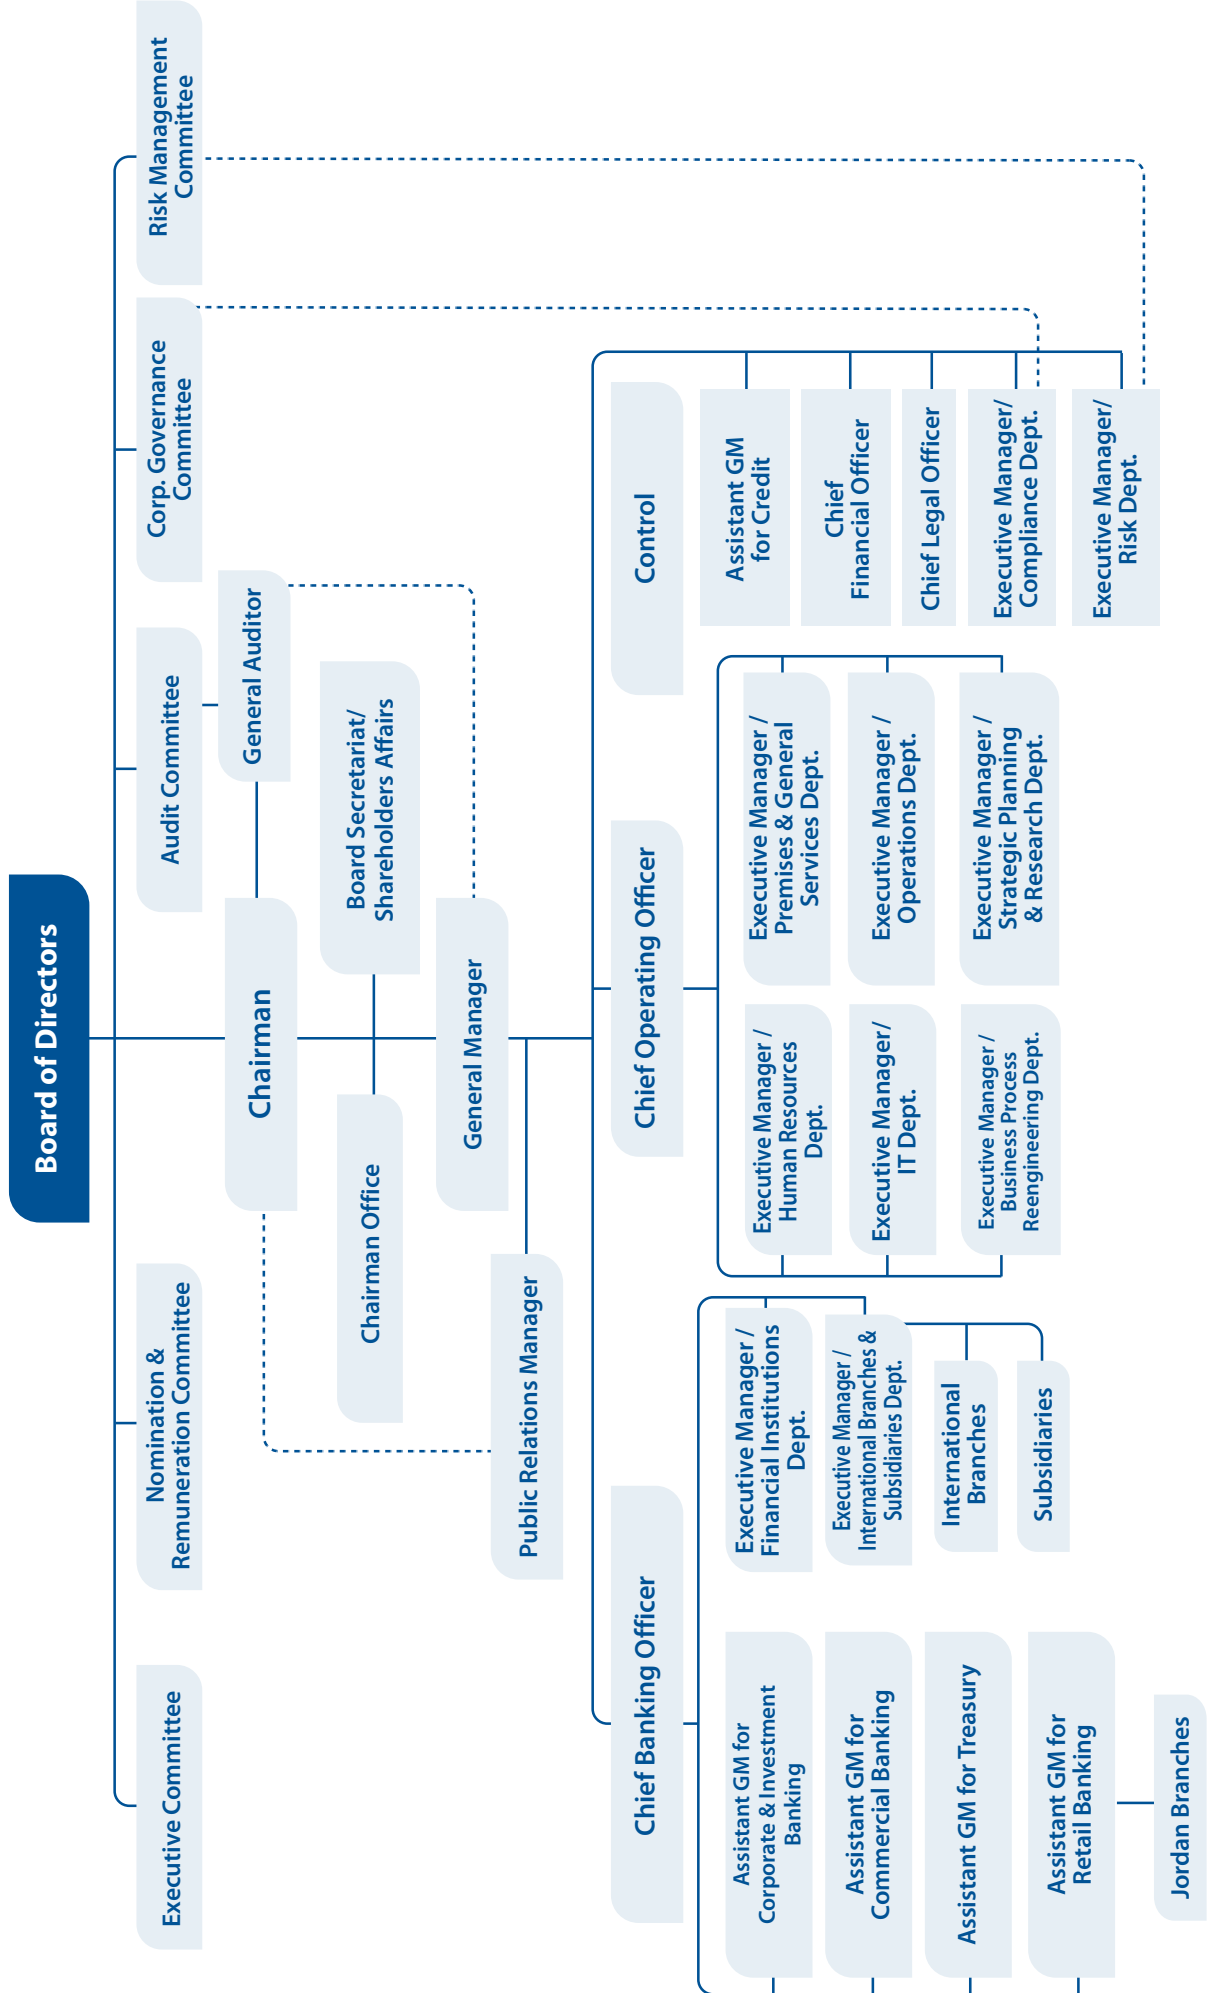 Board of Directors
Executive Committee
Nomination &
Remuneration Committee
Audit Committee
Corp. Governance
Committee
Risk Management
Committee
Chairman
General Auditor
Chairman Office
Board Secretariat/
Shareholders Affairs
General Manager
Public Relations Manager
Chief Banking Officer
Chief Operating Officer
Control
Assistant GM for
Corporate & Investment
Banking
Assistant GM for
Commercial Banking
Assistant GM for Treasury
Assistant GM for
Retail Banking
Jordan Branches
Executive Manager /
Financial Institutions
Dept.
Executive Manager /
International Branches &
Subsidiaries Dept.
International
Branches
Subsidiaries
Executive Manager /
Human Resources
Dept.
Executive Manager/
IT Dept.
Executive Manager /
Business Process
Reengineering Dept.
Executive Manager /
Premises & General
Services Dept.
Executive Manager /
Operations Dept.
Executive Manager /
Strategic Planning
& Research Dept.
Assistant GM
for Credit
Chief
Financial Officer
Chief Legal Officer
Executive Manager/
Compliance Dept.
Executive Manager/
Risk Dept.